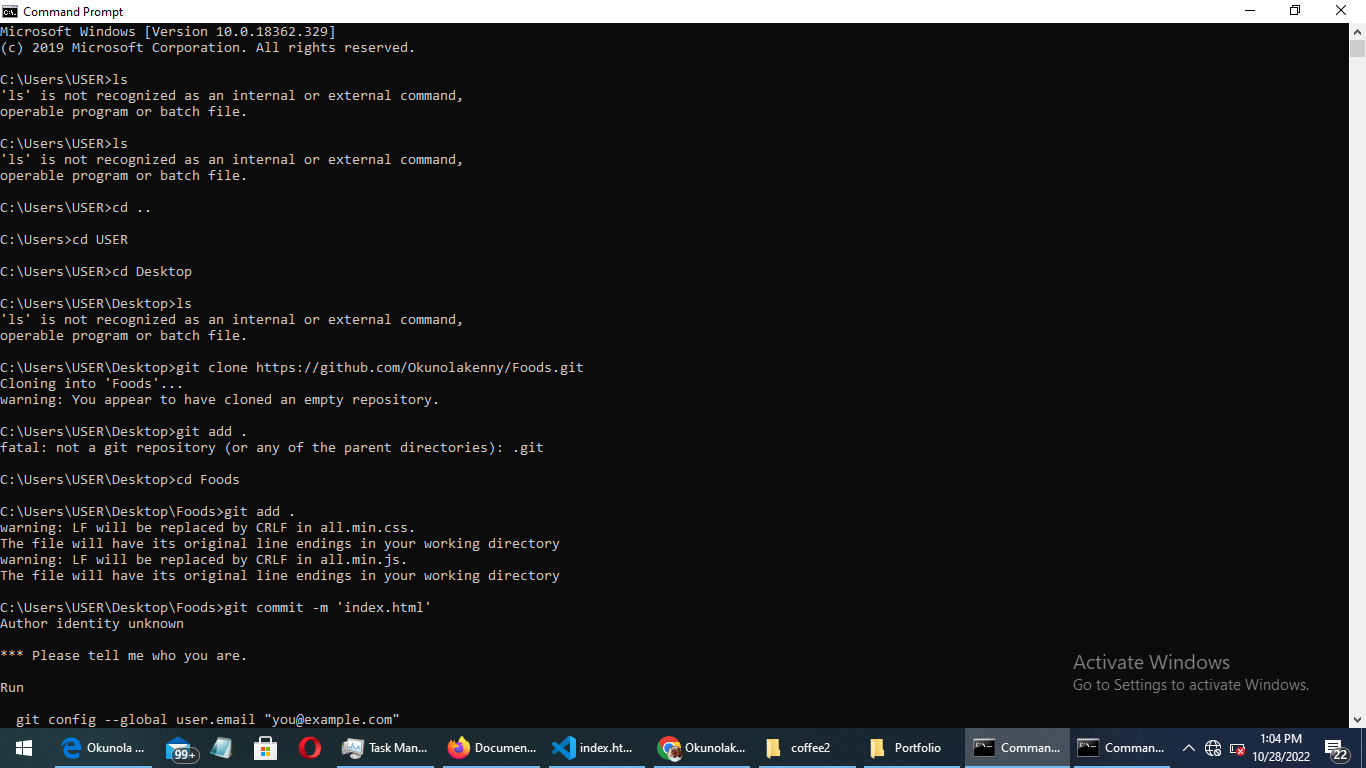 Command Prompt
Microsoft Windows [Version 10.0.18362.329]
(c) 2019 Microsoft Corporation. All rights reserved.
C:\Users\USER>ls
'ls' is not recognized as an internal or external command,
operable program or batch file.
C:\Users\USER>ls
'ls' is not recognized as an internal or external command,
operable program or batch file.
C:\Users\USER>cd ..
C:\Users>cd USER
C:\Users\USER>cd Desktop
C:\Users\USER\Desktop>ls
'ls' is not recognized as an internal or external command,
operable program or batch file.
C:\Users\USER\Desktop>git clone https://github.com/Okunolakenny/Foods.git
Cloning into 'Foods'...
warning: You appear to have cloned an empty repository.
C:\Users\USER\Desktop>git add .
fatal: not a git repository (or any of the parent directories): .git
C:\Users\USER\Desktop>cd Foods
C:\Users\USER\Desktop\Foods>git add .
warning: LF will be replaced by CRLF in all.min.css.
The file will have its original line endings in your working directory
warning: LF will be replaced by CRLF in all.min.js.
The file will have its original line endings in your working directory
C:\Users\USER\Desktop\Foods>git commit -m 'index.html'
Author identity unknown
*** Please tell me who you are.
Run
git config --global user.email "you@example.com"
Activate Windows
Go to Settings to activate Windows.
Okunola ...
99+
Task Man...
Documen...
index.ht...
Okunolak...
coffee2
Portfolio
Comman...
Comman...
1:04 PM
10/28/2022
22